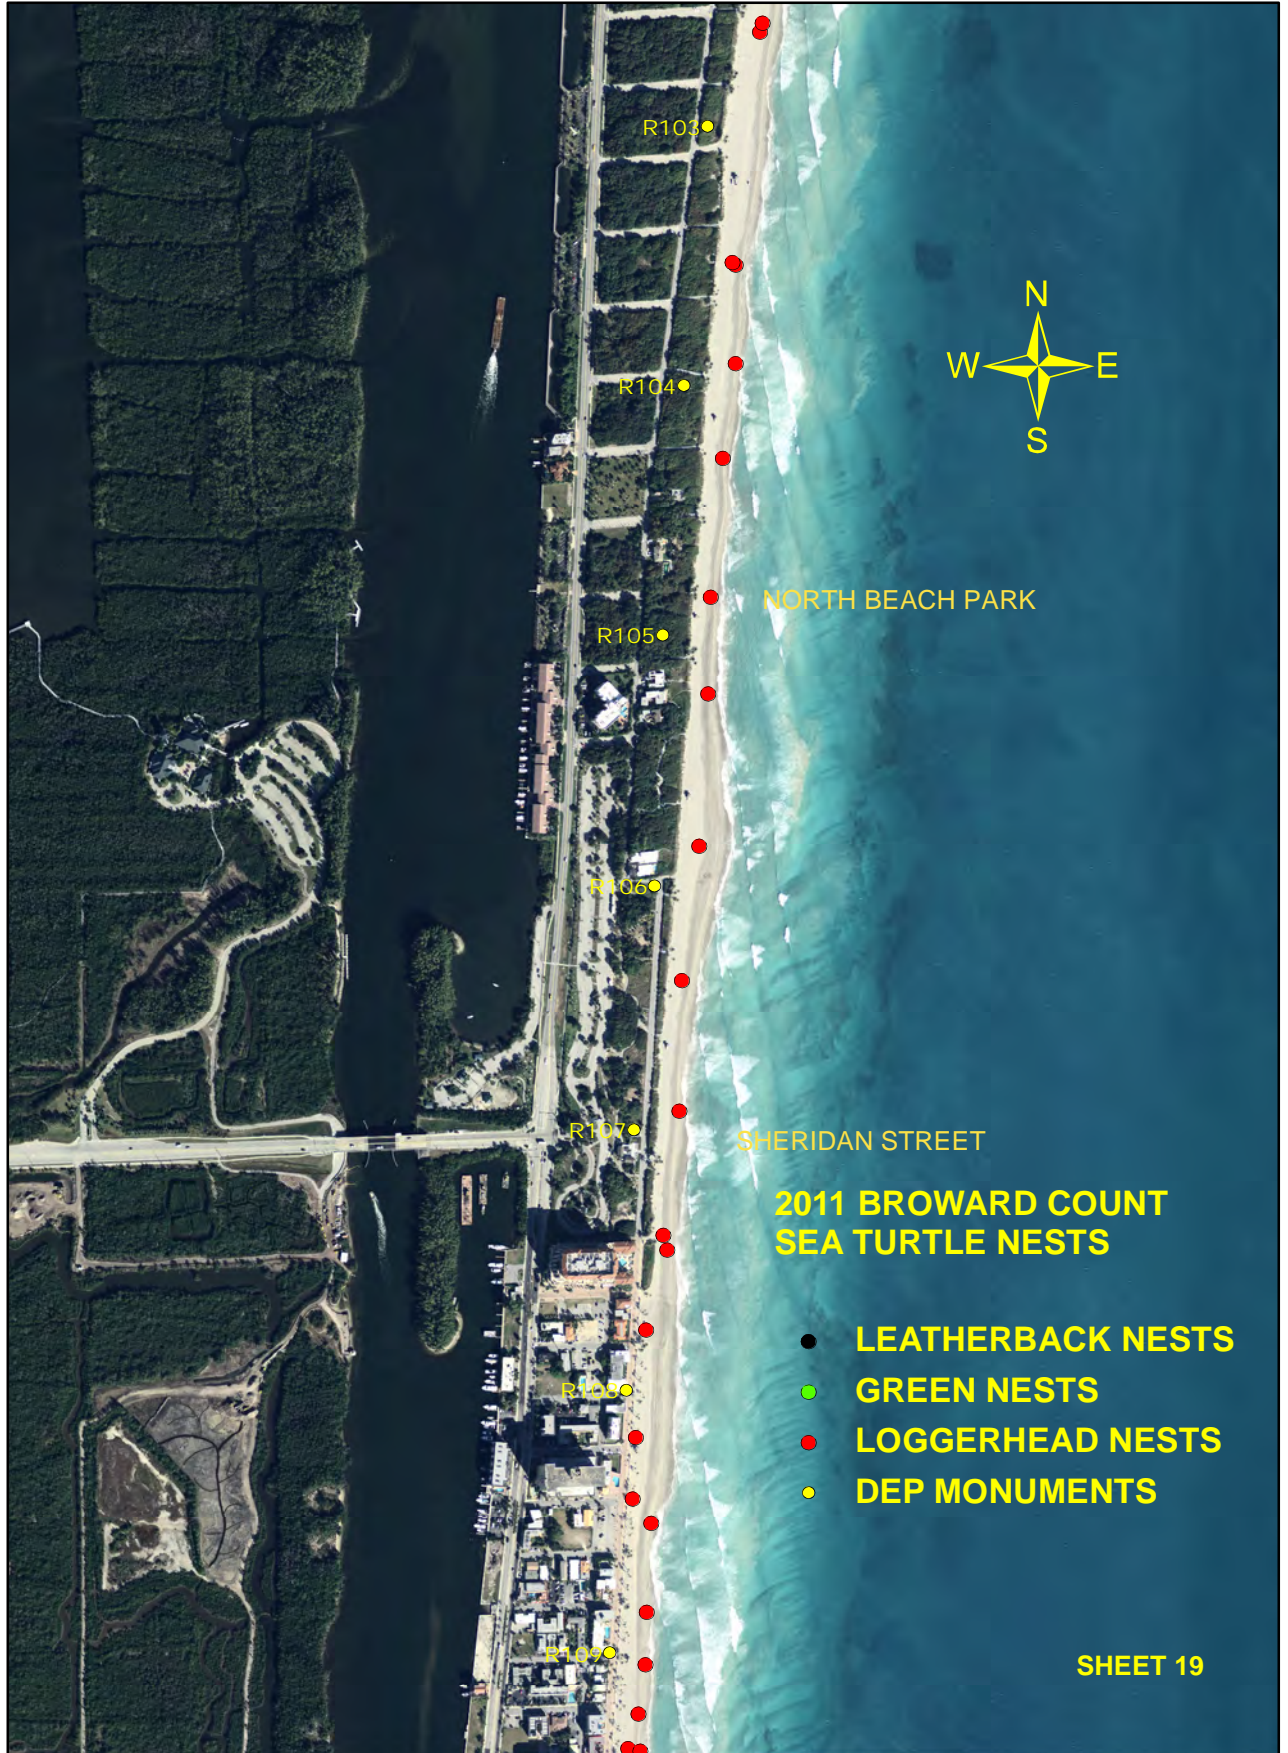 R103
N
W E
R104
S
NORTH BEACH PARK
R105
R106
R107
SHERIDAN STREET
2011 BROWARD COUNT
SEA TURTLE NESTS
LEATHERBACK NESTS
R108
GREEN NESTS
LOGGERHEAD NESTS
DEP MONUMENTS
R109
SHEET 19